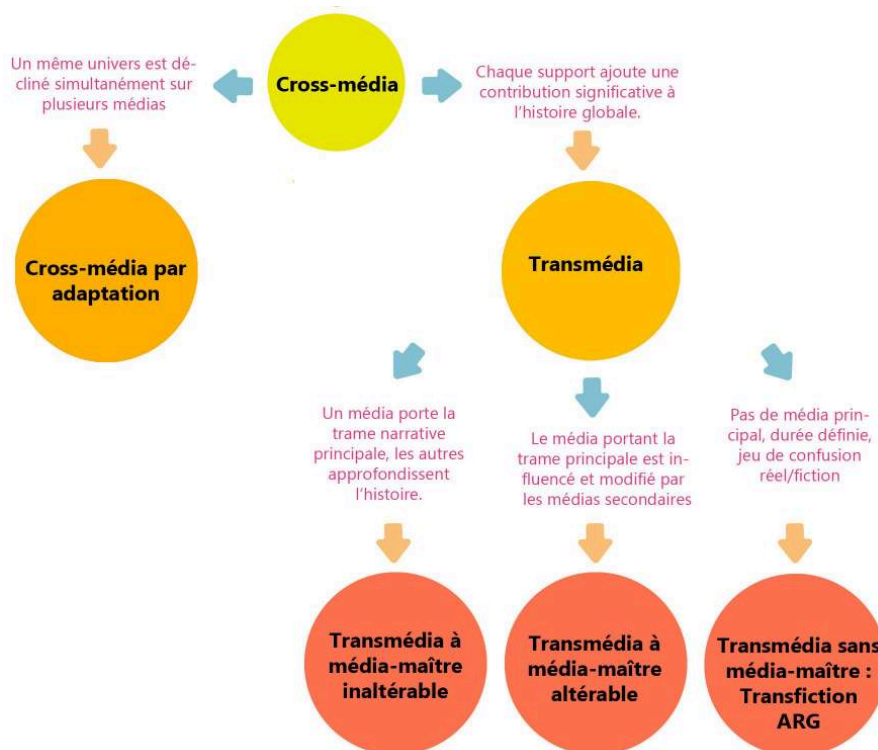 Cross-média
Un même univers est dé-
cliné simultanément sur
plusieurs médias
Chaque support ajoute une
contribution significative à
l'histoire globale.
Cross-média par
adaptation
Transmédia
Un média porte la
trame narrative
principale, les autres
approfondissent
l'histoire.
Le média portant la
trame principale est in-
fluencé et modifié par
les médias secondaires
Pas de média prin-
cipal, durée définie,
jeu de confusion
réel/fiction
Transmédia à
média-maître
inaltérable
Transmédia à
média-maître
altérable
Transmédia sans
média-maître :
Transfiction
ARG